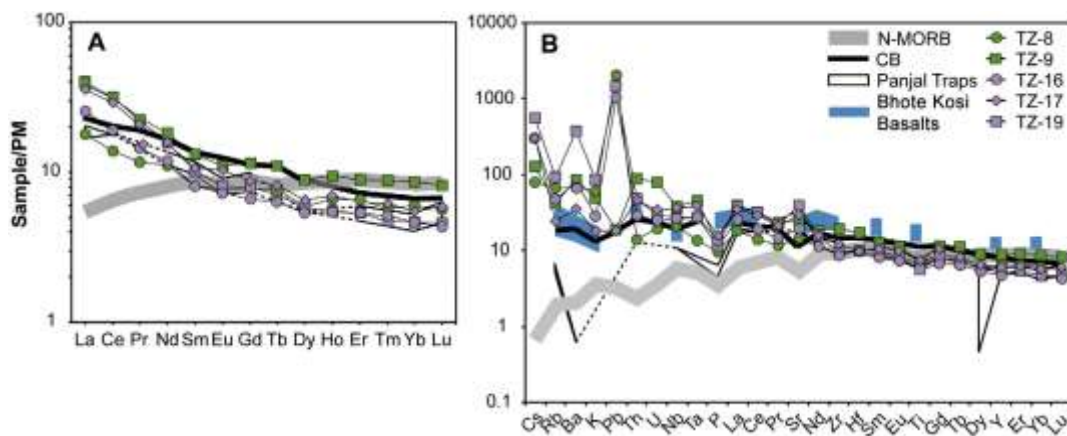 100
10
1
Sample/PM
A
La Ce Pr Nd Sm Eu Gd Tb Dy Ho Er Tm Yb Lu
10000
1000
100
10
1
0.1
B
N-MORB
CB
Panjal Traps
Bhote Kosi
Basalts
TZ-8
TZ-9
TZ-16
TZ-17
TZ-19
Cs Rb Ba K Pb Th U Nb Ta P La Ce Pr Sr Nd Zr Hf Sm Eu Ti Gd Tb Dy Y Er Yb Lu